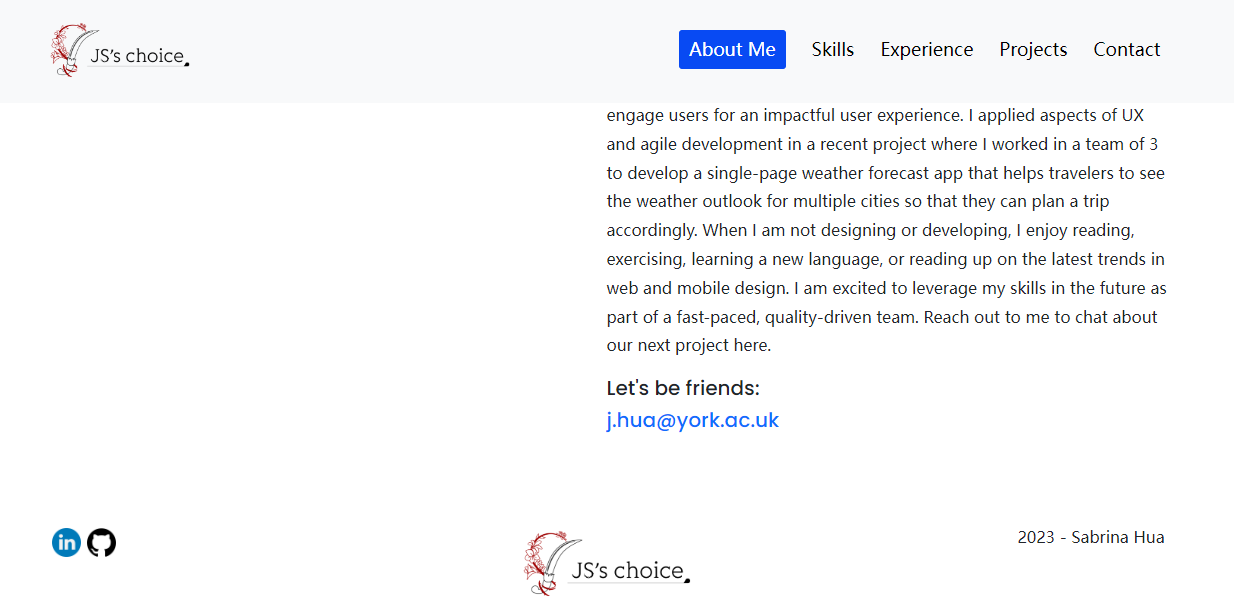 JS's choice
About Me Skills Experience Projects Contact
engage users for an impactful user experience. I applied aspects of UX
and agile development in a recent project where I worked in a team of 3
to develop a single-page weather forecast app that helps travelers to see
the weather outlook for multiple cities so that they can plan a trip
accordingly. When I am not designing or developing, I enjoy reading,
exercising, learning a new language, or reading up on the latest trends in
web and mobile design. I am excited to leverage my skills in the future as
part of a fast-paced, quality-driven team. Reach out to me to chat about
our next project here.
Let's be friends:
j.hua@york.ac.uk
in
JS's choice
2023 - Sabrina Hua